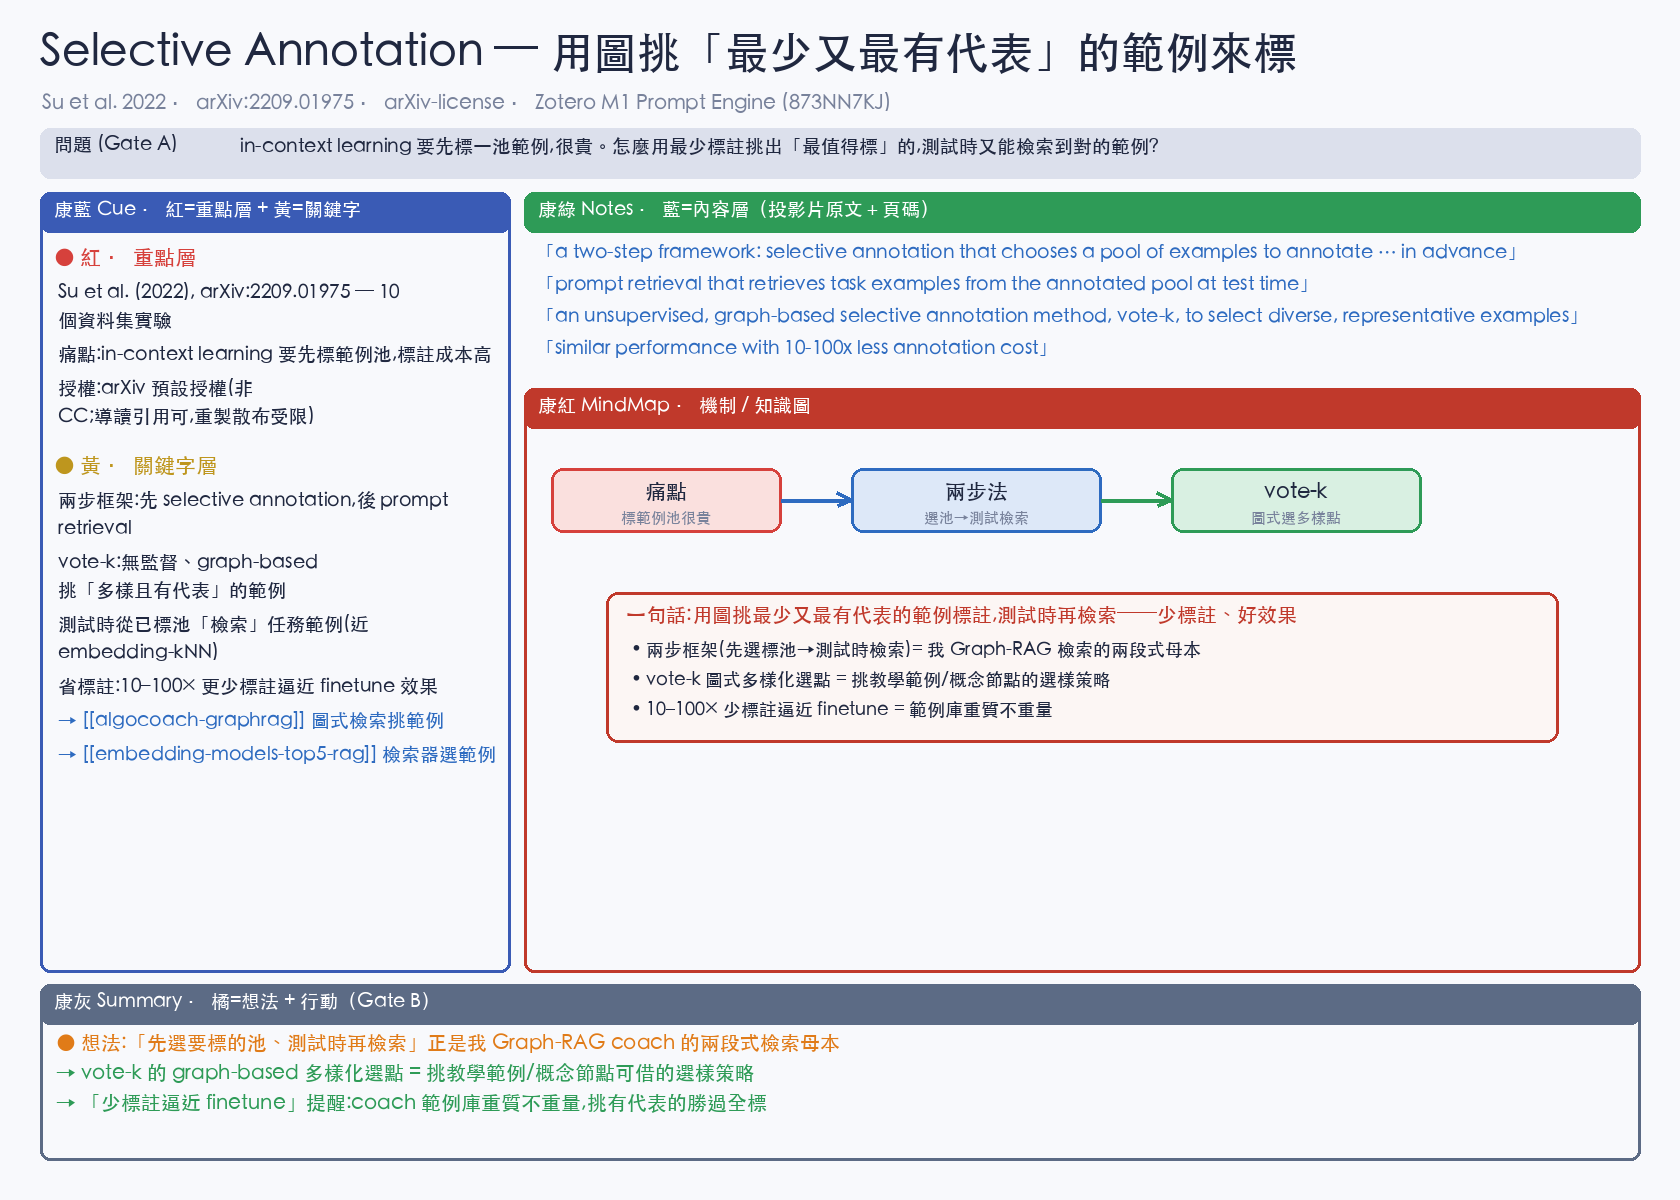 Selective Annotation — 用圖挑「最少又最有代表」的範例來標
Su et al. 2022 · arXiv:2209.01975 · arXiv-license · Zotero M1 Prompt Engine (873NN7KJ)
問題 (Gate A) in-context learning 要先標一池範例,很貴。怎麼用最少標註挑出「最值得標」的,測試時又能檢索到對的範例?
康藍 Cue · 紅=重點層 + 黃=關鍵字
● 紅 · 重點層
Su et al. (2022), arXiv:2209.01975 — 10
個資料集實驗
痛點:in-context learning 要先標範例池,標註成本高
授權:arXiv 預設授權(非
CC;導讀引用可,重製散布受限)
● 黃 · 關鍵字層
兩步框架:先 selective annotation,後 prompt
retrieval
vote-k:無監督、graph-based
挑「多樣且有代表」的範例
測試時從已標池「檢索」任務範例(近
embedding-kNN)
省標註:10–100× 更少標註逼近 finetune 效果
→ [[algocoach-graphrag]] 圖式檢索挑範例
→ [[embedding-models-top5-rag]] 檢索器選範例
康綠 Notes · 藍=內容層（投影片原文 + 頁碼）
「a two-step framework: selective annotation that chooses a pool of examples to annotate ⋯ in advance」
「prompt retrieval that retrieves task examples from the annotated pool at test time」
「an unsupervised, graph-based selective annotation method, vote-k, to select diverse, representative examples」
「similar performance with 10-100x less annotation cost」
康紅 MindMap · 機制 / 知識圖
痛點
標範例池很貴
兩步法
選池→測試檢索
vote-k
圖式選多樣點
一句話:用圖挑最少又最有代表的範例標註,測試時再檢索——少標註、好效果
• 兩步框架(先選標池→測試時檢索)= 我 Graph-RAG 檢索的兩段式母本
• vote-k 圖式多樣化選點 = 挑教學範例/概念節點的選樣策略
• 10–100× 少標註逼近 finetune = 範例庫重質不重量
康灰 Summary · 橘=想法 + 行動（Gate B）
● 想法:「先選要標的池、測試時再檢索」正是我 Graph-RAG coach 的兩段式檢索母本
→ vote-k 的 graph-based 多樣化選點 = 挑教學範例/概念節點可借的選樣策略
→ 「少標註逼近 finetune」提醒:coach 範例庫重質不重量,挑有代表的勝過全標